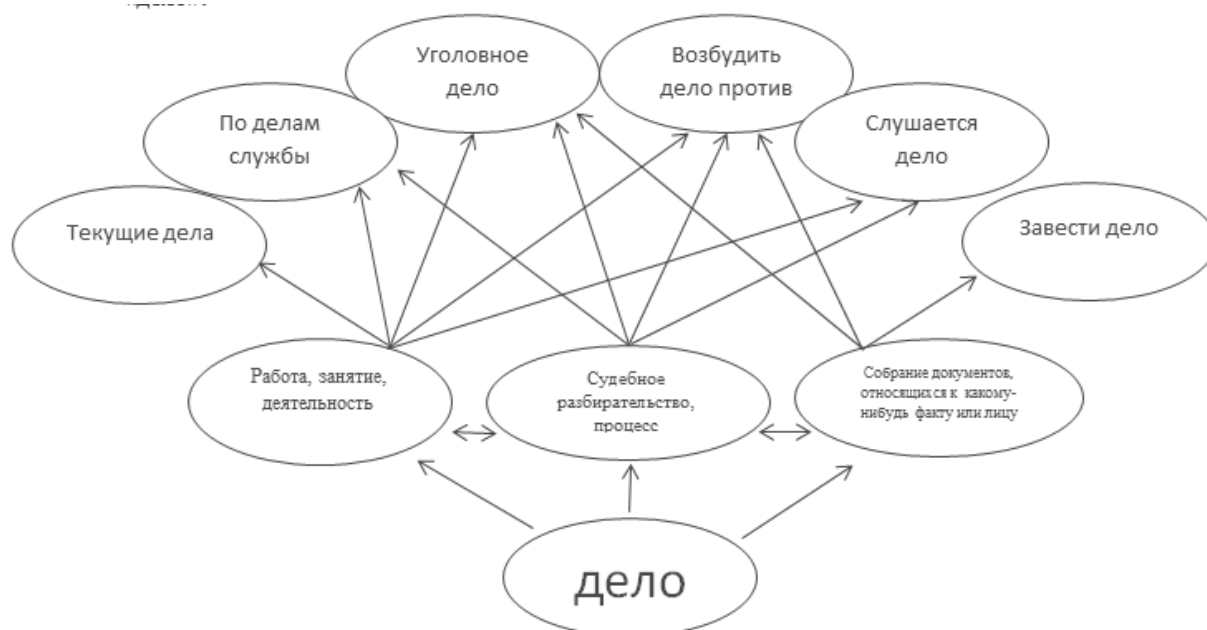 Уголовное
дело
Возбудить
дело против
По делам
службы
Слушается
дело
Текущие дела
Завести дело
Работа, занятие,
деятельность
Судебное
разбирательство,
процесс
Собрание документов,
относящихся к какому-
нибудь факту или лицу
дело